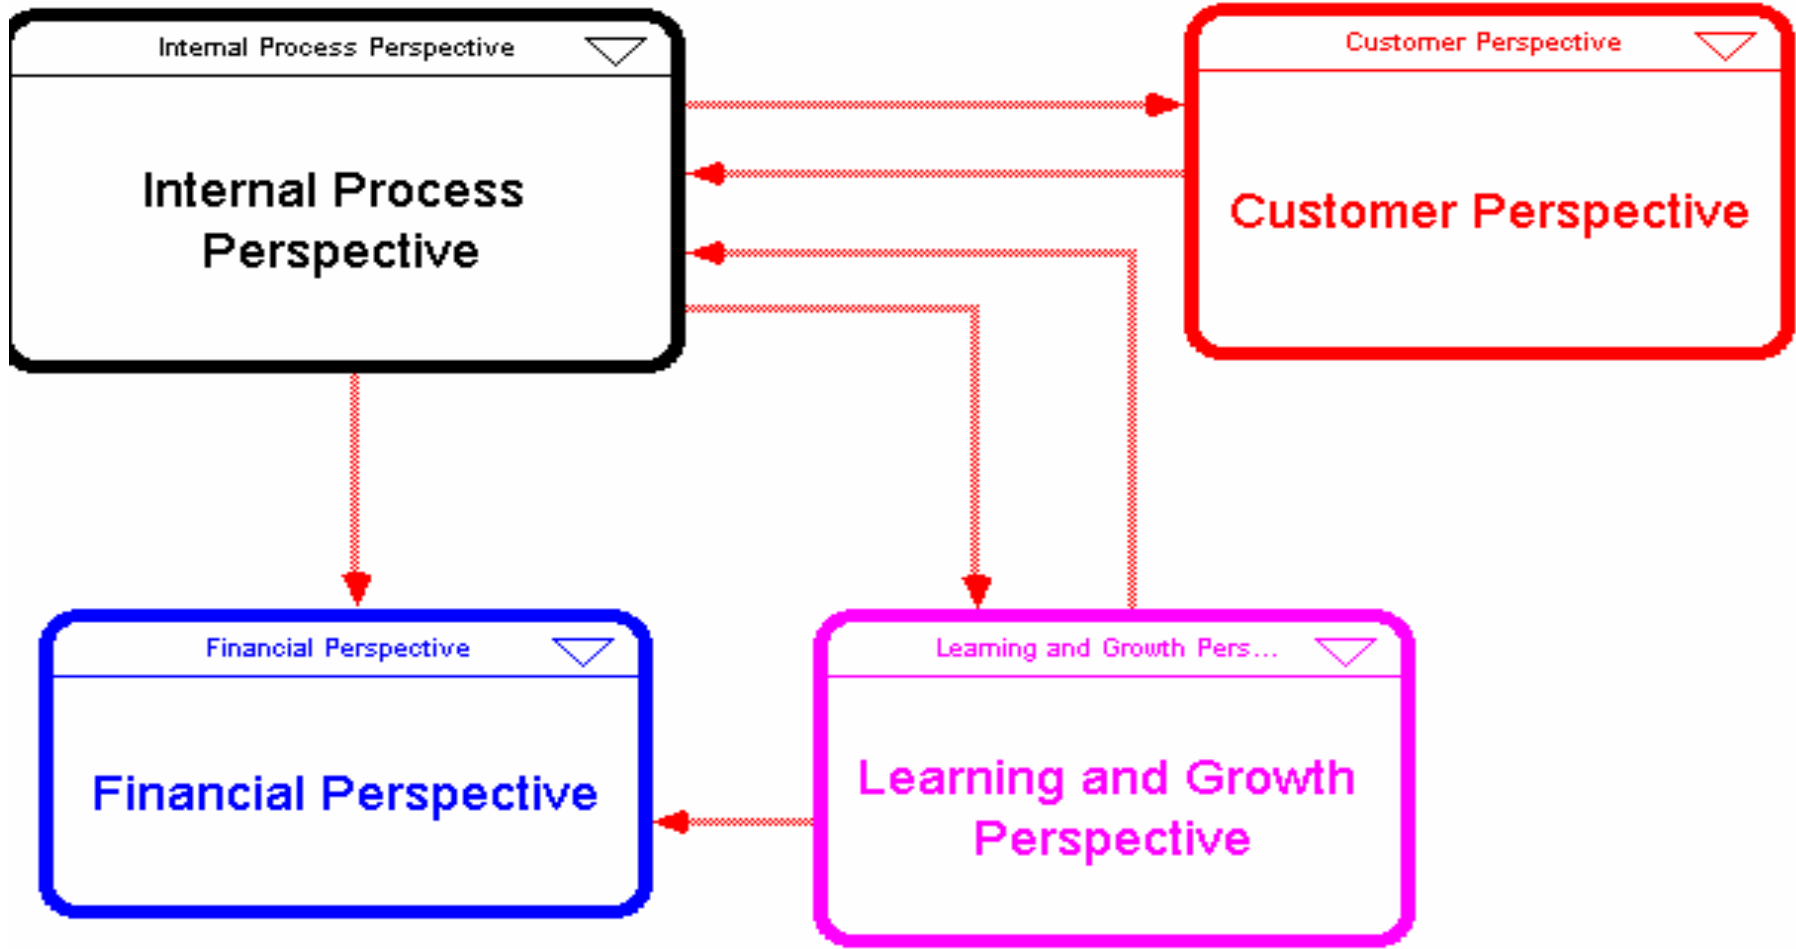 Internal Process Perspective
Internal Process
Perspective
Customer Perspective
Customer Perspective
Financial Perspective
Financial Perspective
Learning and Growth Pers...
Learning and Growth
Perspective